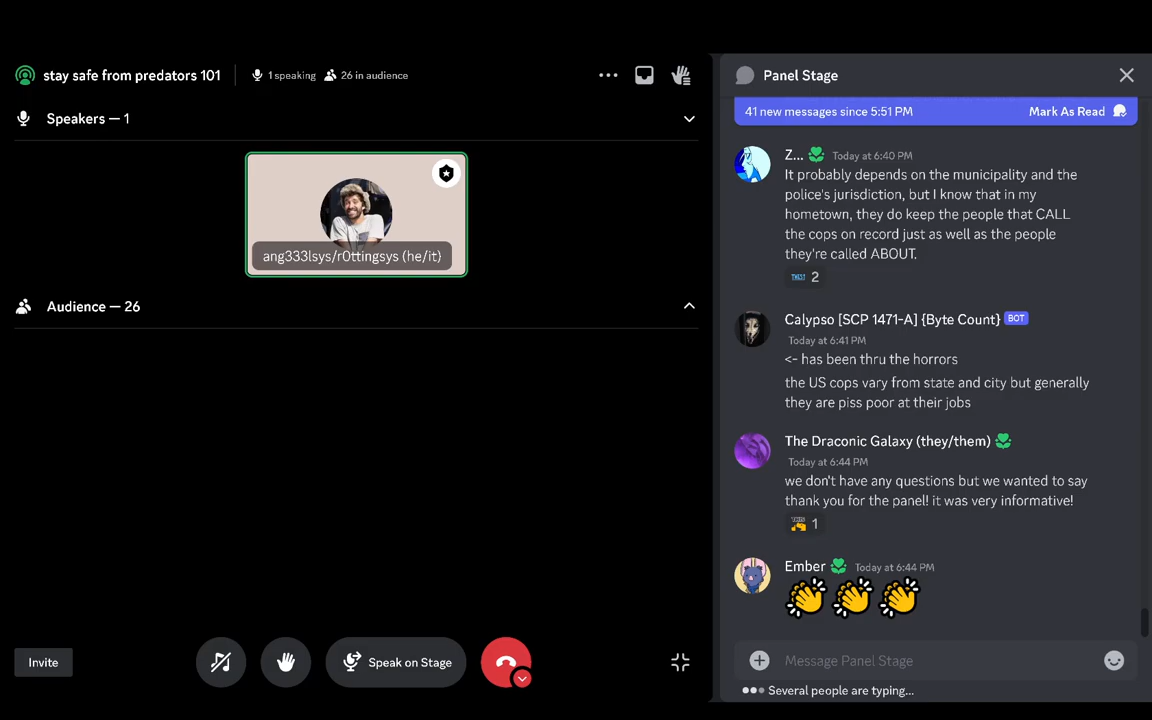 stay safe from predators 101
1 speaking
26 in audience
Speakers — 1
ang333lsys/r0ttingsys (he/it)
Audience — 26
Invite
Speak on Stage
Panel Stage
41 new messages since 5:51 PM
Mark As Read
Z... Today at 6:40 PM
It probably depends on the municipality and the
police's jurisdiction, but I know that in my
hometown, they do keep the people that CALL
the cops on record just as well as the people
they're called ABOUT.
THIS! 2
Calypso [SCP 1471-A] {Byte Count} BOT
Today at 6:41 PM
<- has been thru the horrors
the US cops vary from state and city but generally
they are piss poor at their jobs
The Draconic Galaxy (they/them)
Today at 6:44 PM
we don't have any questions but we wanted to say
thank you for the panel! it was very informative!
THIS 1
Ember Today at 6:44 PM
Message Panel Stage
Several people are typing...